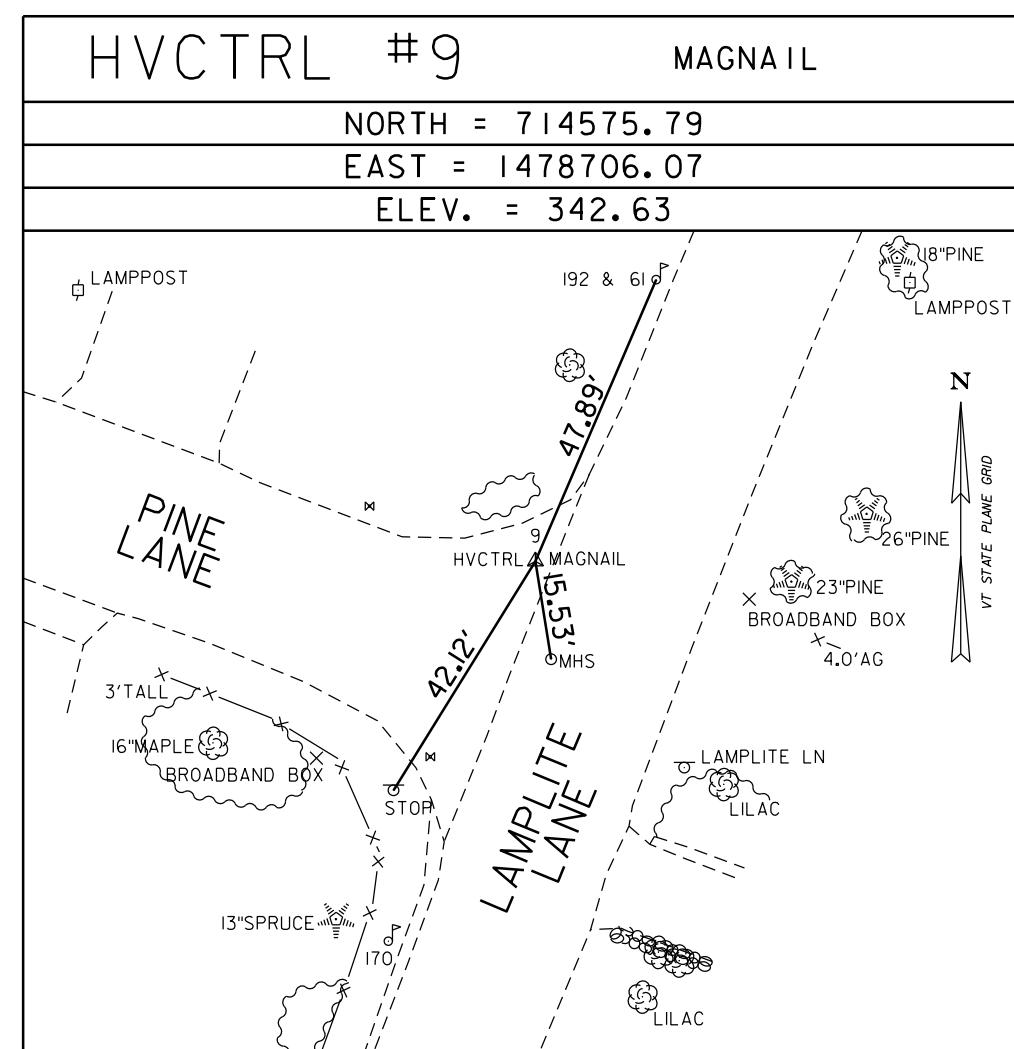 HVCTRL #9 MAGNAIL
NORTH = 714575.79
EAST = 1478706.07
ELEV. = 342.63
LAMPPOST
192 & 61
18"PINE
LAMPPOST
N
47.89'
VT STATE PLANE GRID
PINE
LANE
9
HVCTRL MAGNAIL
26"PINE
15.53'
23"PINE
BROADBAND BOX
42.12'
MHS
4.0'AG
3'TALL
16"MAPLE
BROADBAND BOX
LAMPLITE LN
STOP
LILAC
LAMPLITE
LANE
13"SPRUCE
170
LILAC